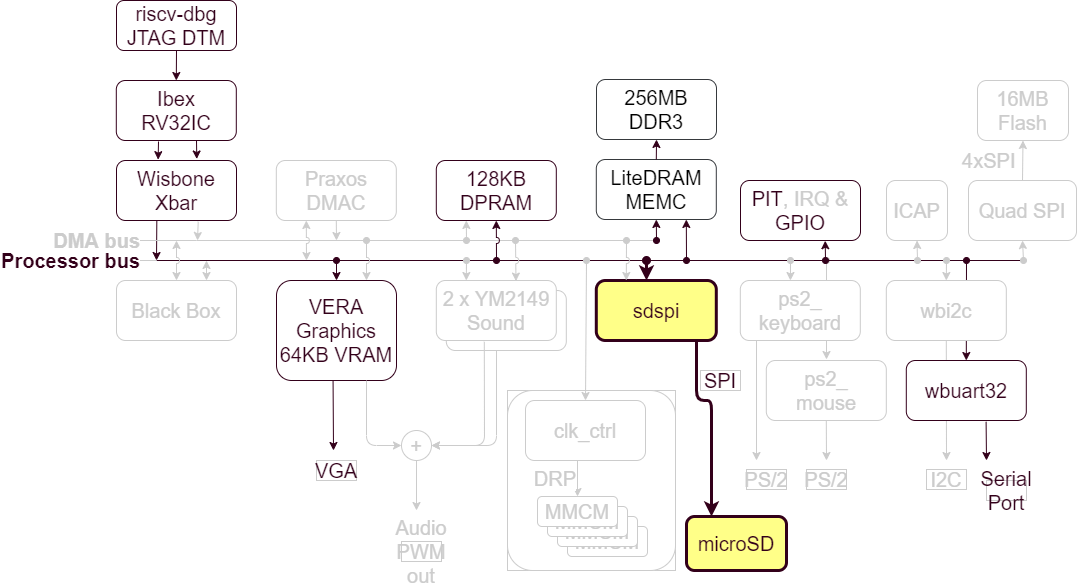 riscv-dbg
JTAG DTM
Ibex
RV32IC
256MB
DDR3
16MB
Flash
4xSPI
Wisbone
Xbar
Praxos
DMAC
128KB
DPRAM
LiteDRAM
MEMC
PIT, IRQ &
GPIO
ICAP
Quad SPI
DMA bus
Processor bus
Black Box
VERA
Graphics
64KB VRAM
2 x YM2149
Sound
sdspi
ps2_
keyboard
wbi2c
SPI
ps2_
mouse
wbuart32
clk_ctrl
+
VGA
DRP
PS/2
PS/2
I2C
Serial
Port
MMCM
Audio
PWM
out
microSD